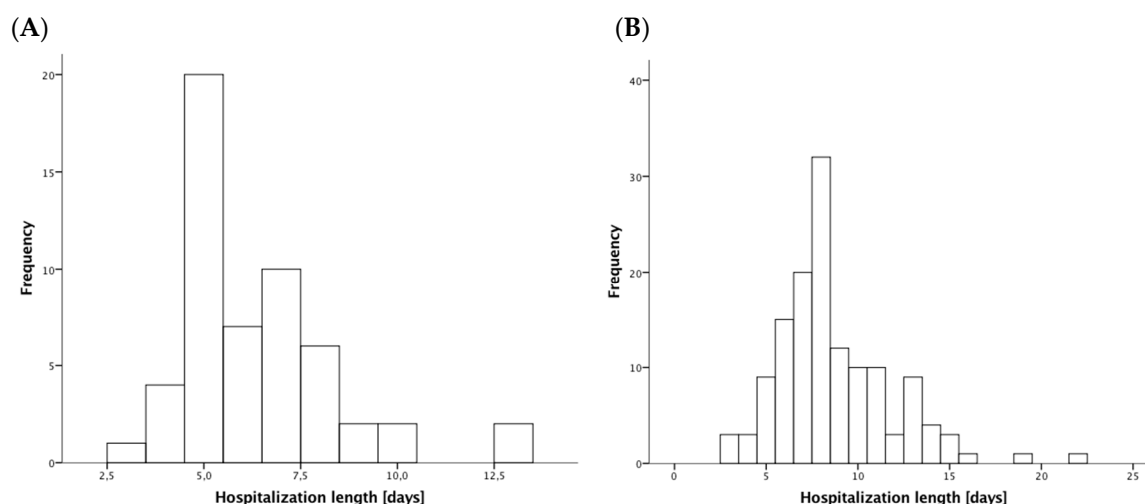 (A)
20
15
10
5
0
Frequency
2,5 5,0 7,5 10,0 12,5
Hospitalization length [days]
(B)
40
30
20
10
0
Frequency
0 5 10 15 20 25
Hospitalization length [days]